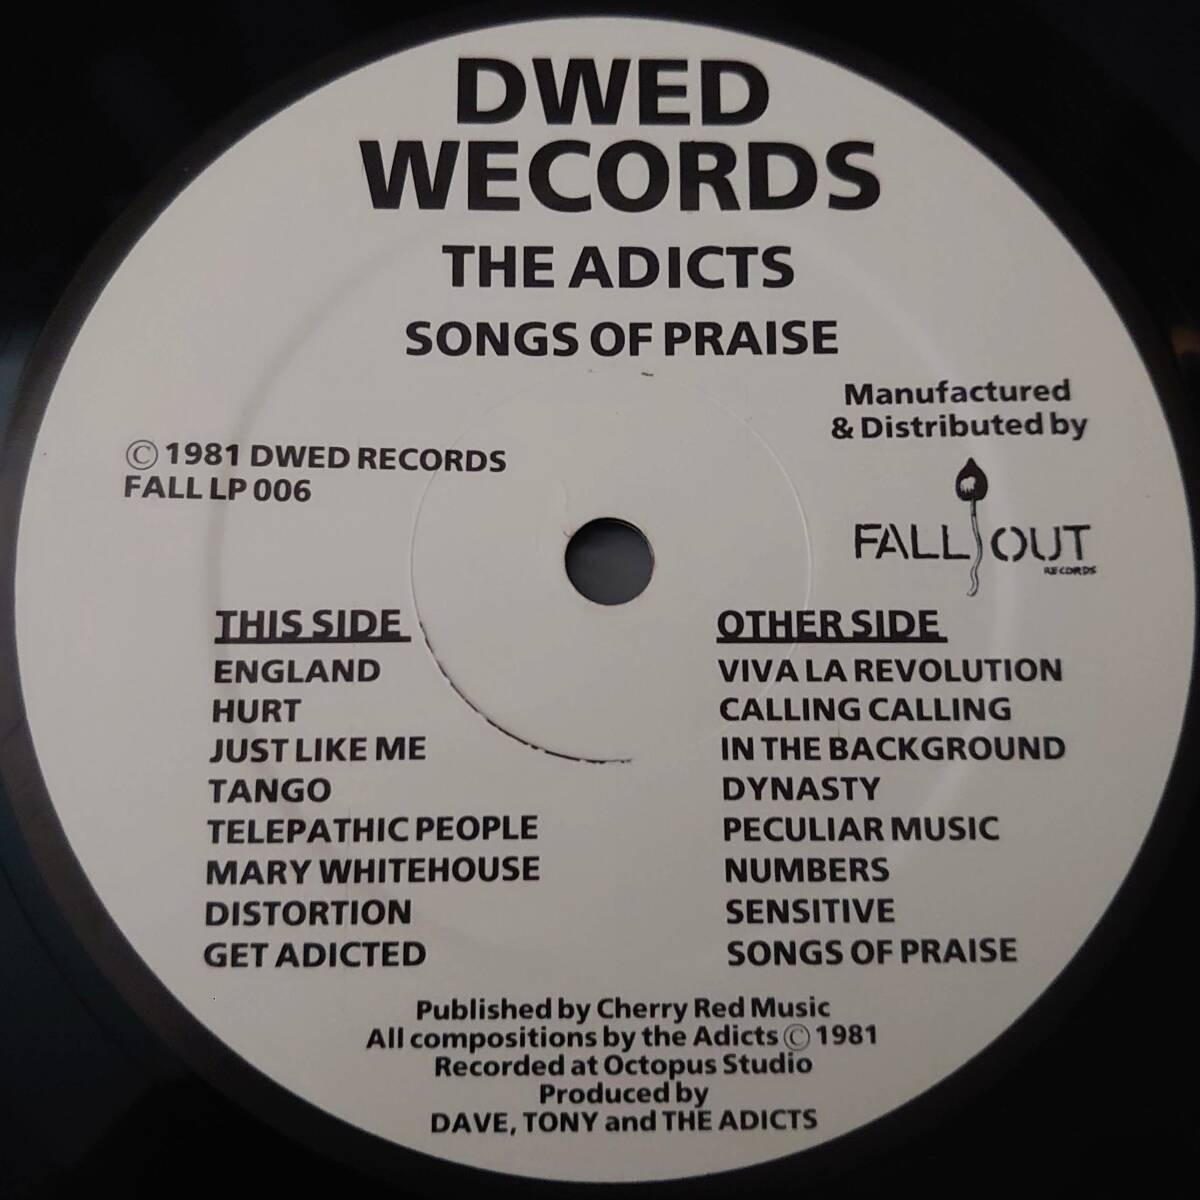 DWED
WECORDS
THE ADICTS
SONGS OF PRAISE
Manufactured
& Distributed by
FALL OUT
RECORDS
© 1981 DWED RECORDS
FALL LP 006
THIS SIDE
ENGLAND
HURT
JUST LIKE ME
TANGO
TELEPATHIC PEOPLE
MARY WHITEHOUSE
DISTORTION
GET ADICTED
OTHER SIDE
VIVA LA REVOLUTION
CALLING CALLING
IN THE BACKGROUND
DYNASTY
PECULIAR MUSIC
NUMBERS
SENSITIVE
SONGS OF PRAISE
Published by Cherry Red Music
All compositions by the Adicts © 1981
Recorded at Octopus Studio
Produced by
DAVE, TONY and THE ADICTS